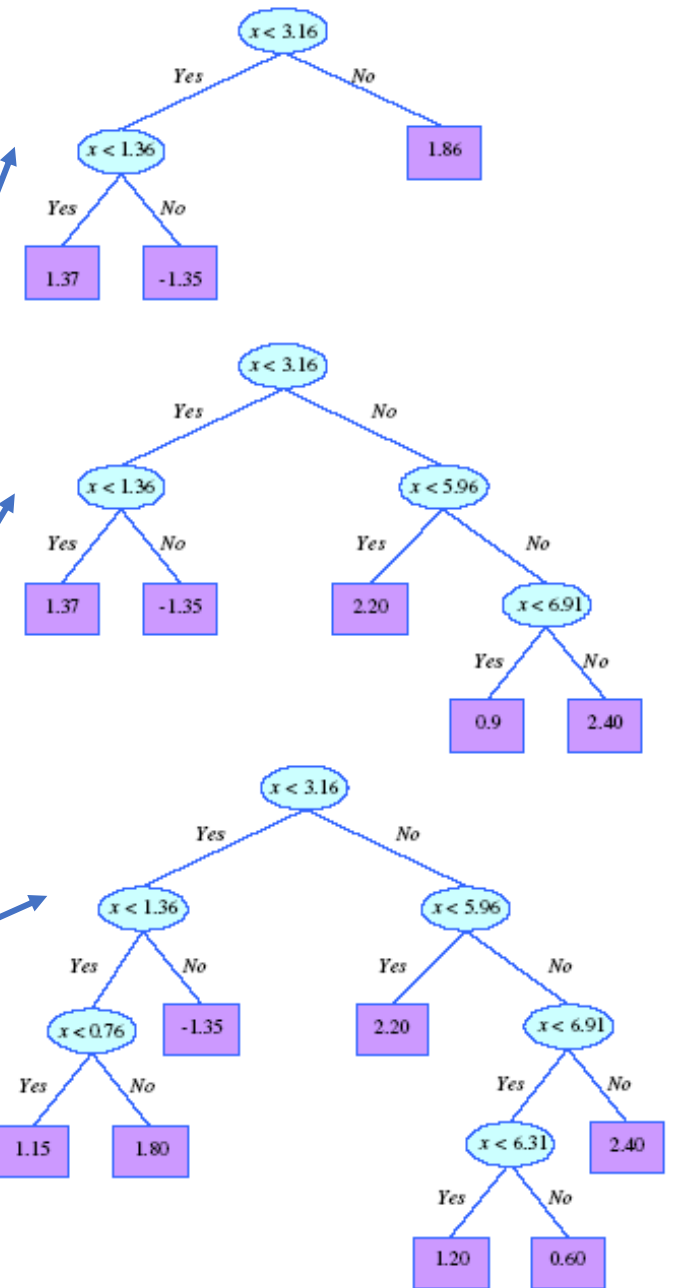 x < 3.16
Yes No
x < 1.36 1.86
Yes No
1.37 -1.35
x < 3.16
Yes No
x < 1.36 x < 5.96
Yes No Yes No
1.37 -1.35 2.20 x < 6.91
Yes No
0.9 2.40
x < 3.16
Yes No
x < 1.36 x < 5.96
Yes No Yes No
x < 0.76 -1.35 2.20 x < 6.91
Yes No Yes No
1.15 1.80 x < 6.31 2.40
Yes No
1.20 0.60